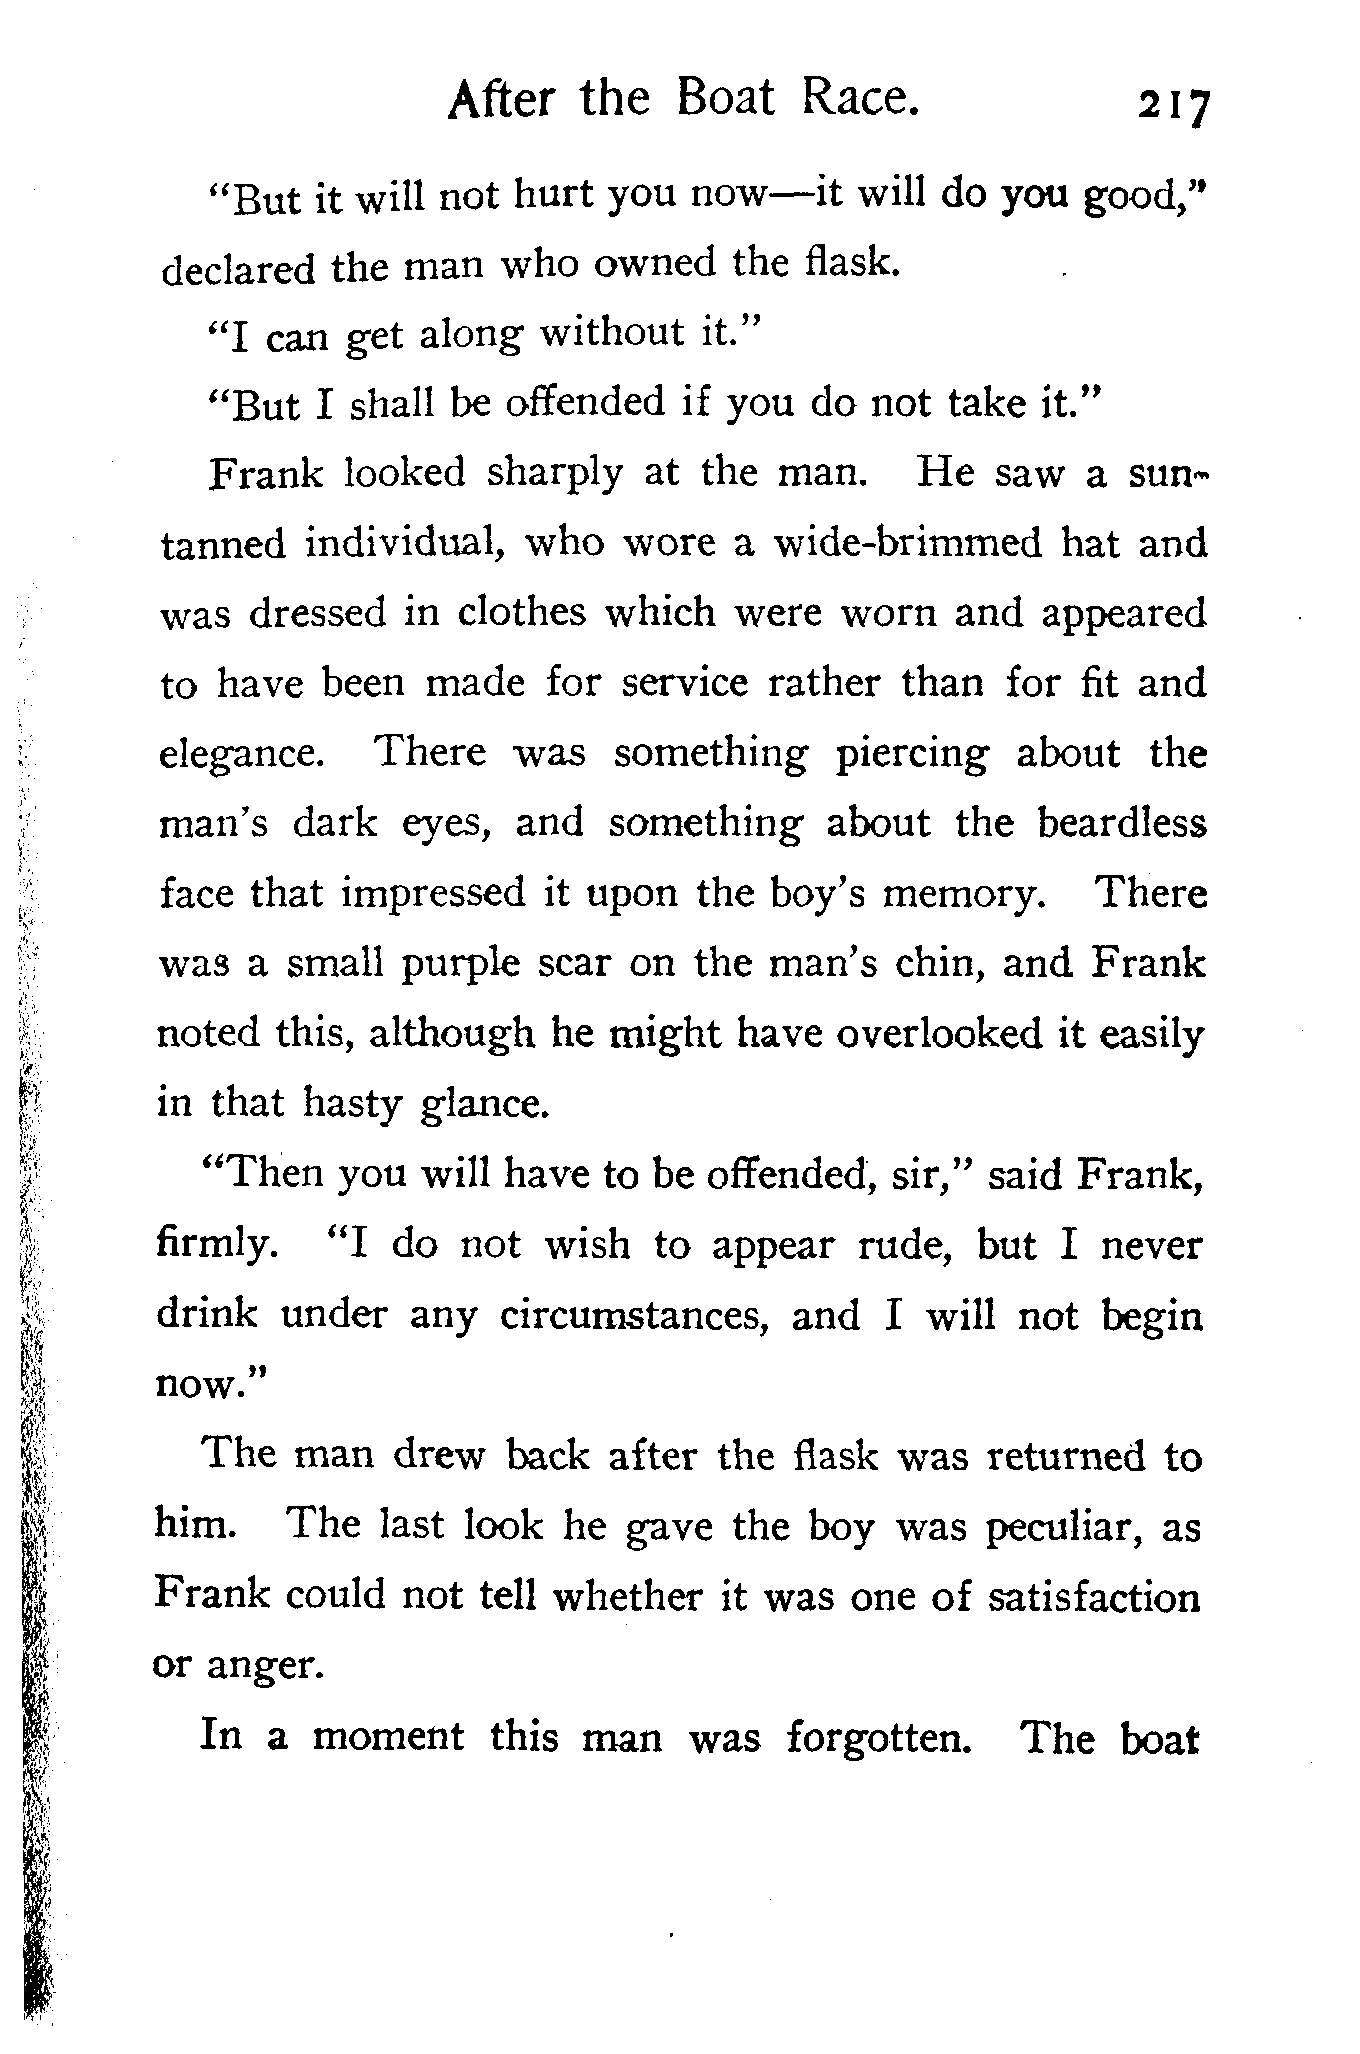 After the Boat Race. 217
"But it will not hurt you now—it will do you good,"
declared the man who owned the flask.
"I can get along without it."
"But I shall be offended if you do not take it."
Frank looked sharply at the man. He saw a sun-
tanned individual, who wore a wide-brimmed hat and
was dressed in clothes which were worn and appeared
to have been made for service rather than for fit and
elegance. There was something piercing about the
man's dark eyes, and something about the beardless
face that impressed it upon the boy's memory. There
was a small purple scar on the man's chin, and Frank
noted this, although he might have overlooked it easily
in that hasty glance.
"Then you will have to be offended, sir," said Frank,
firmly. "I do not wish to appear rude, but I never
drink under any circumstances, and I will not begin
now."
The man drew back after the flask was returned to
him. The last look he gave the boy was peculiar, as
Frank could not tell whether it was one of satisfaction
or anger.
In a moment this man was forgotten. The boat